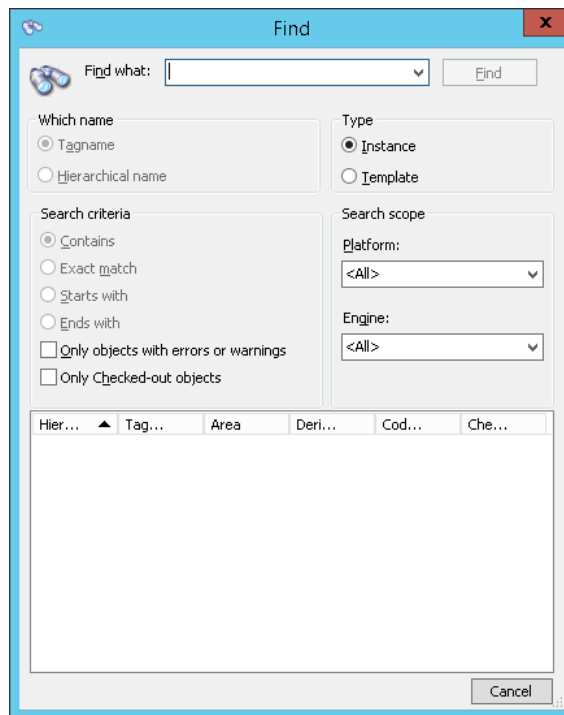 Find
Find what:
Find
Which name
Tagname
Hierarchical name
Type
Instance
Template
Search criteria
Contains
Exact match
Starts with
Ends with
Only objects with errors or warnings
Only Checked-out objects
Search scope
Platform:
<All>
Engine:
<All>
Hier... Tag... Area Deri... Cod... Che...
Cancel